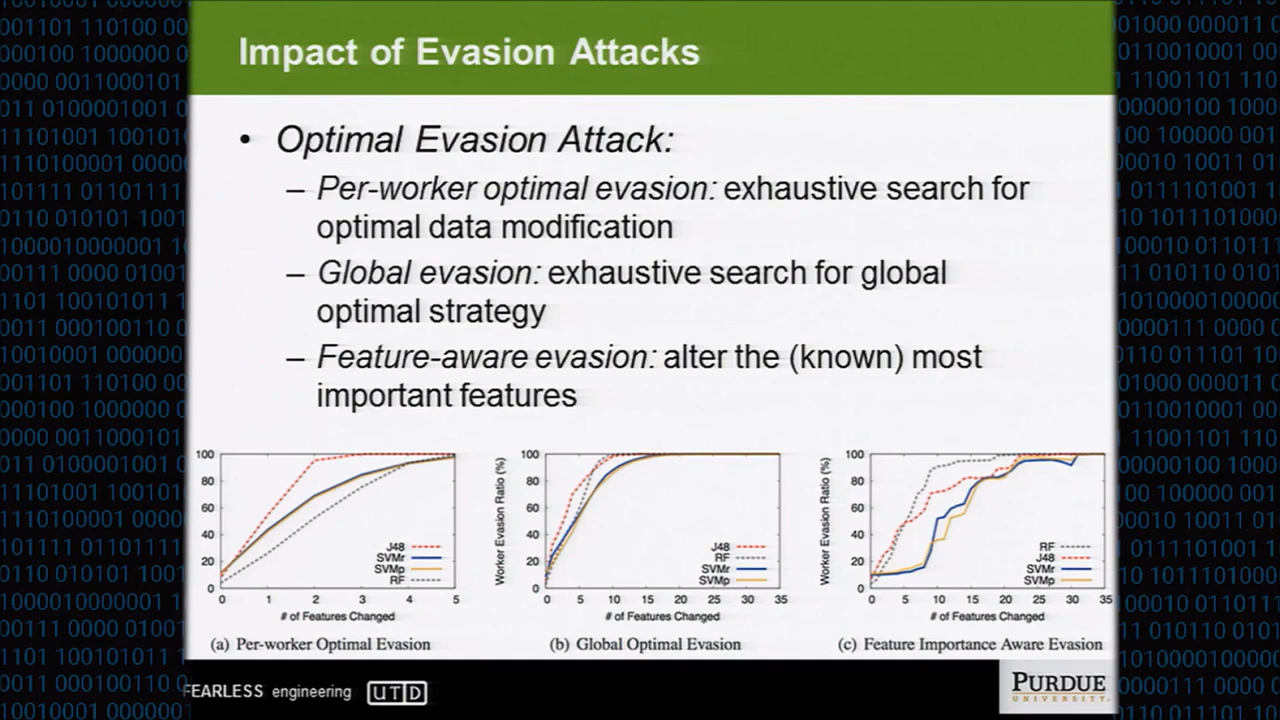 Impact of Evasion Attacks
• Optimal Evasion Attack:
– Per-worker optimal evasion: exhaustive search for
optimal data modification
– Global evasion: exhaustive search for global
optimal strategy
– Feature-aware evasion: alter the (known) most
important features
100
80
60
40
20
0
J48
SVMr
SVMp
RF
0 1 2 3 4 5
# of Features Changed
(a) Per-worker Optimal Evasion
Worker Evasion Ratio (%)
100
80
60
40
20
0
J48
RF
SVMr
SVMp
0 5 10 15 20 25 30 35
# of Features Changed
(b) Global Optimal Evasion
Worker Evasion Ratio (%)
100
80
60
40
20
0
RF
J48
SVMr
SVMp
0 5 10 15 20 25 30 35
# of Features Changed
(c) Feature Importance Aware Evasion
FEARLESS engineering
UTD
PURDUE
UNIVERSITY